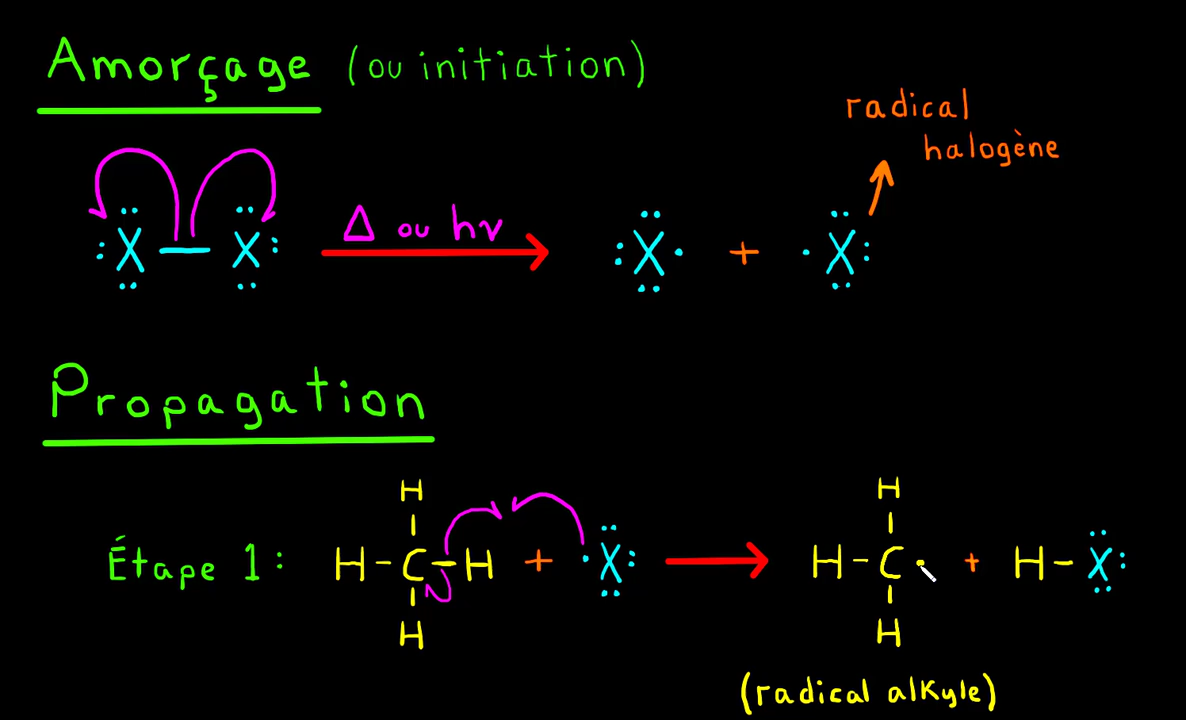 Amorçage (ou initiation)
radical
halogène
X — X Δ ou hν X + X
Propagation
H H
Étape 1: H – C – H + X H – C • + H – X
H H
(radical alkyle)